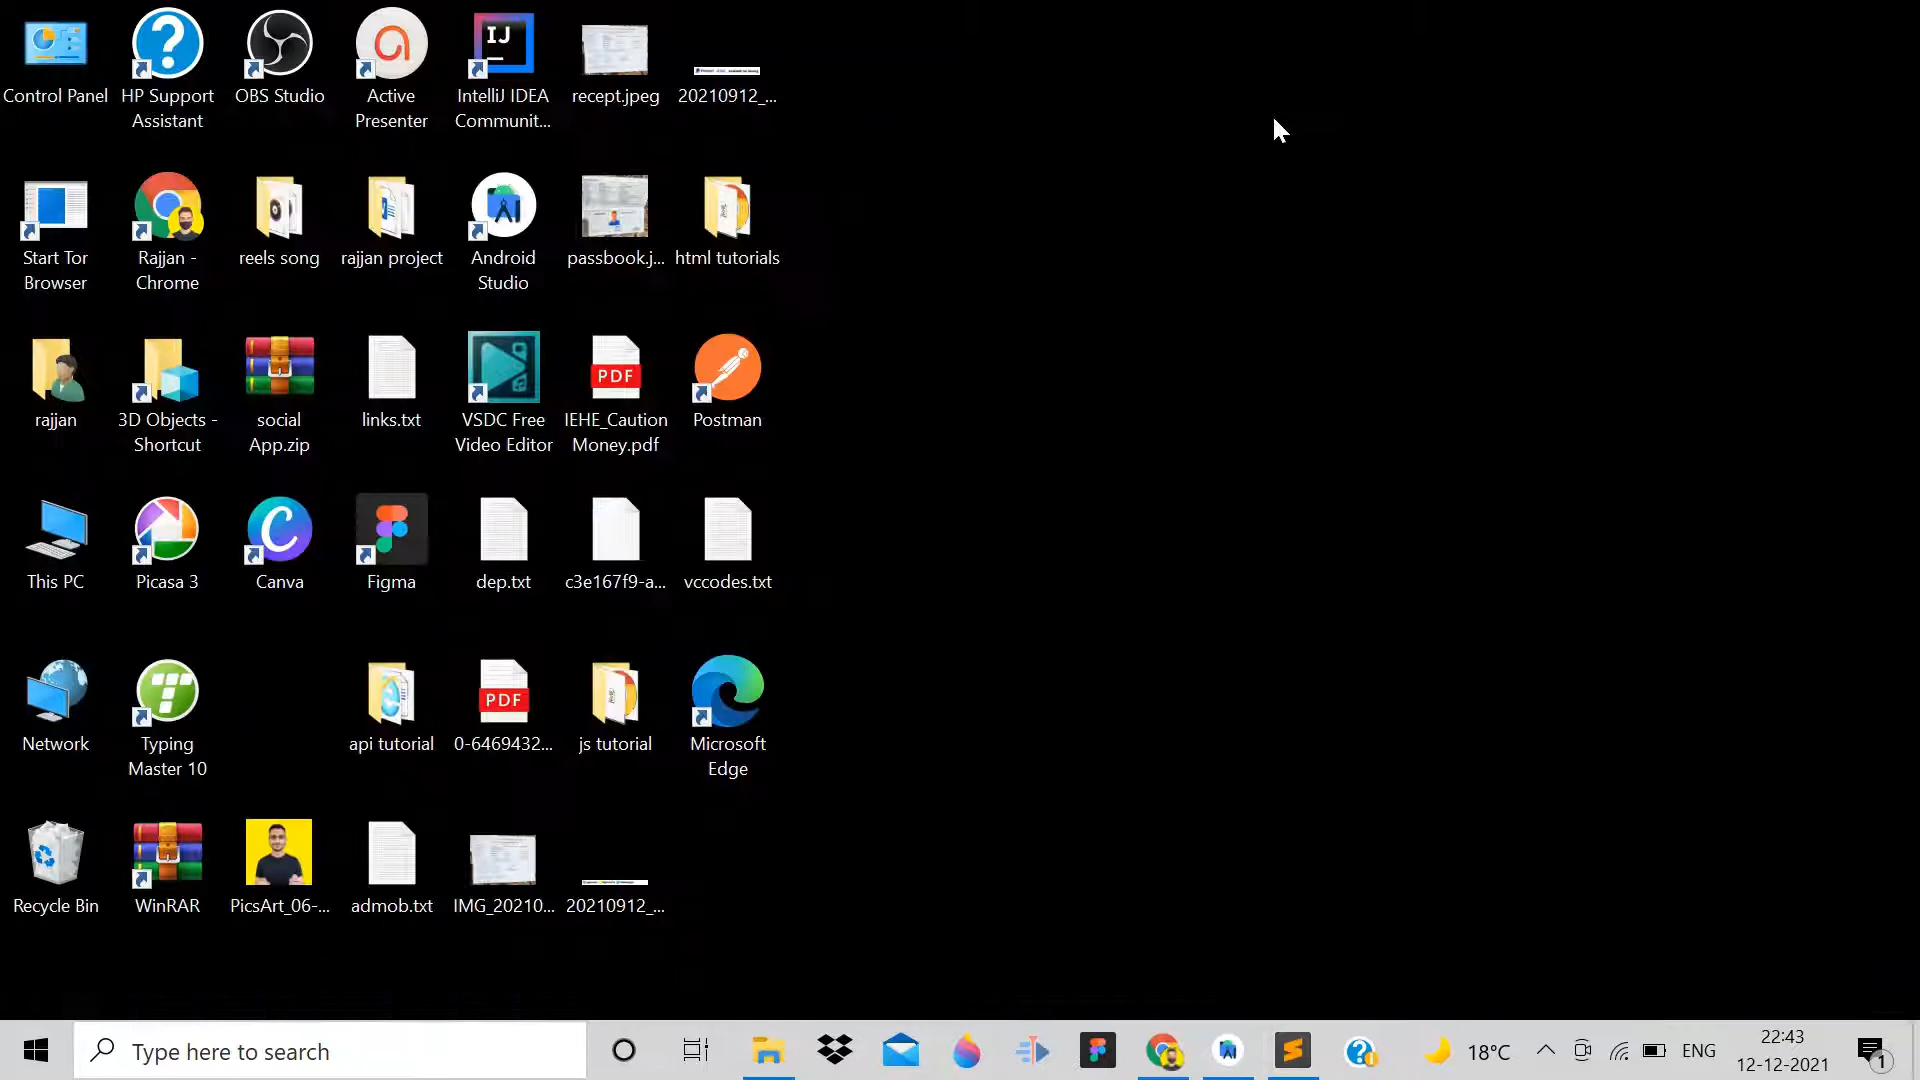 Control Panel
HP Support
Assistant
OBS Studio
Active
Presenter
IJ
IntelliJ IDEA
Communit...
recept.jpeg
20210912_...
Start Tor
Browser
Rajjan -
Chrome
reels song
rajjan project
Android
Studio
passbook.j...
html tutorials
rajjan
3D Objects -
Shortcut
social
App.zip
links.txt
VSDC Free
Video Editor
PDF
IEHE_Caution
Money.pdf
Postman
This PC
Picasa 3
Canva
Figma
dep.txt
c3e167f9-a...
vccodes.txt
Network
Typing
Master 10
api tutorial
PDF
0-6469432...
js tutorial
Microsoft
Edge
Recycle Bin
WinRAR
PicsArt_06-...
admob.txt
IMG_20210...
20210912_...
Type here to search
18°C
ENG
22:43
12-12-2021
1